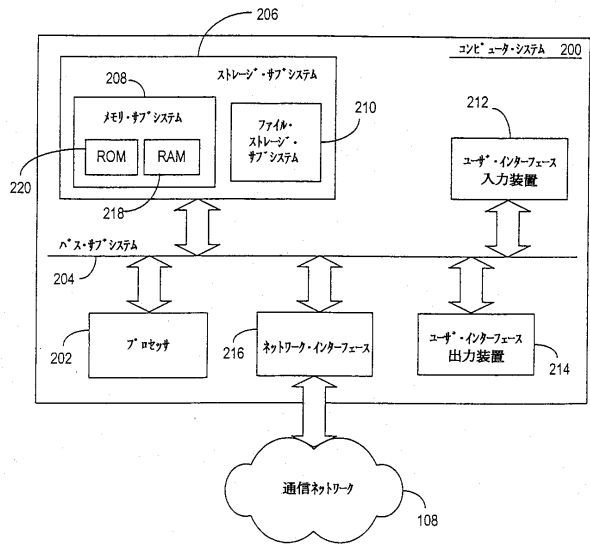 206
コンピュータ・システム 200
208
ストレージ・サブシステム
メモリ・サブシステム
ROM
RAM
220
218
ファイル・
ストレージ・
サブシステム
210
212
ユーザ・インターフェース
入力装置
バス・サブシステム
204
プロセッサ
202
ネットワーク・インターフェース
216
ユーザ・インターフェース
出力装置
214
通信ネットワーク
108